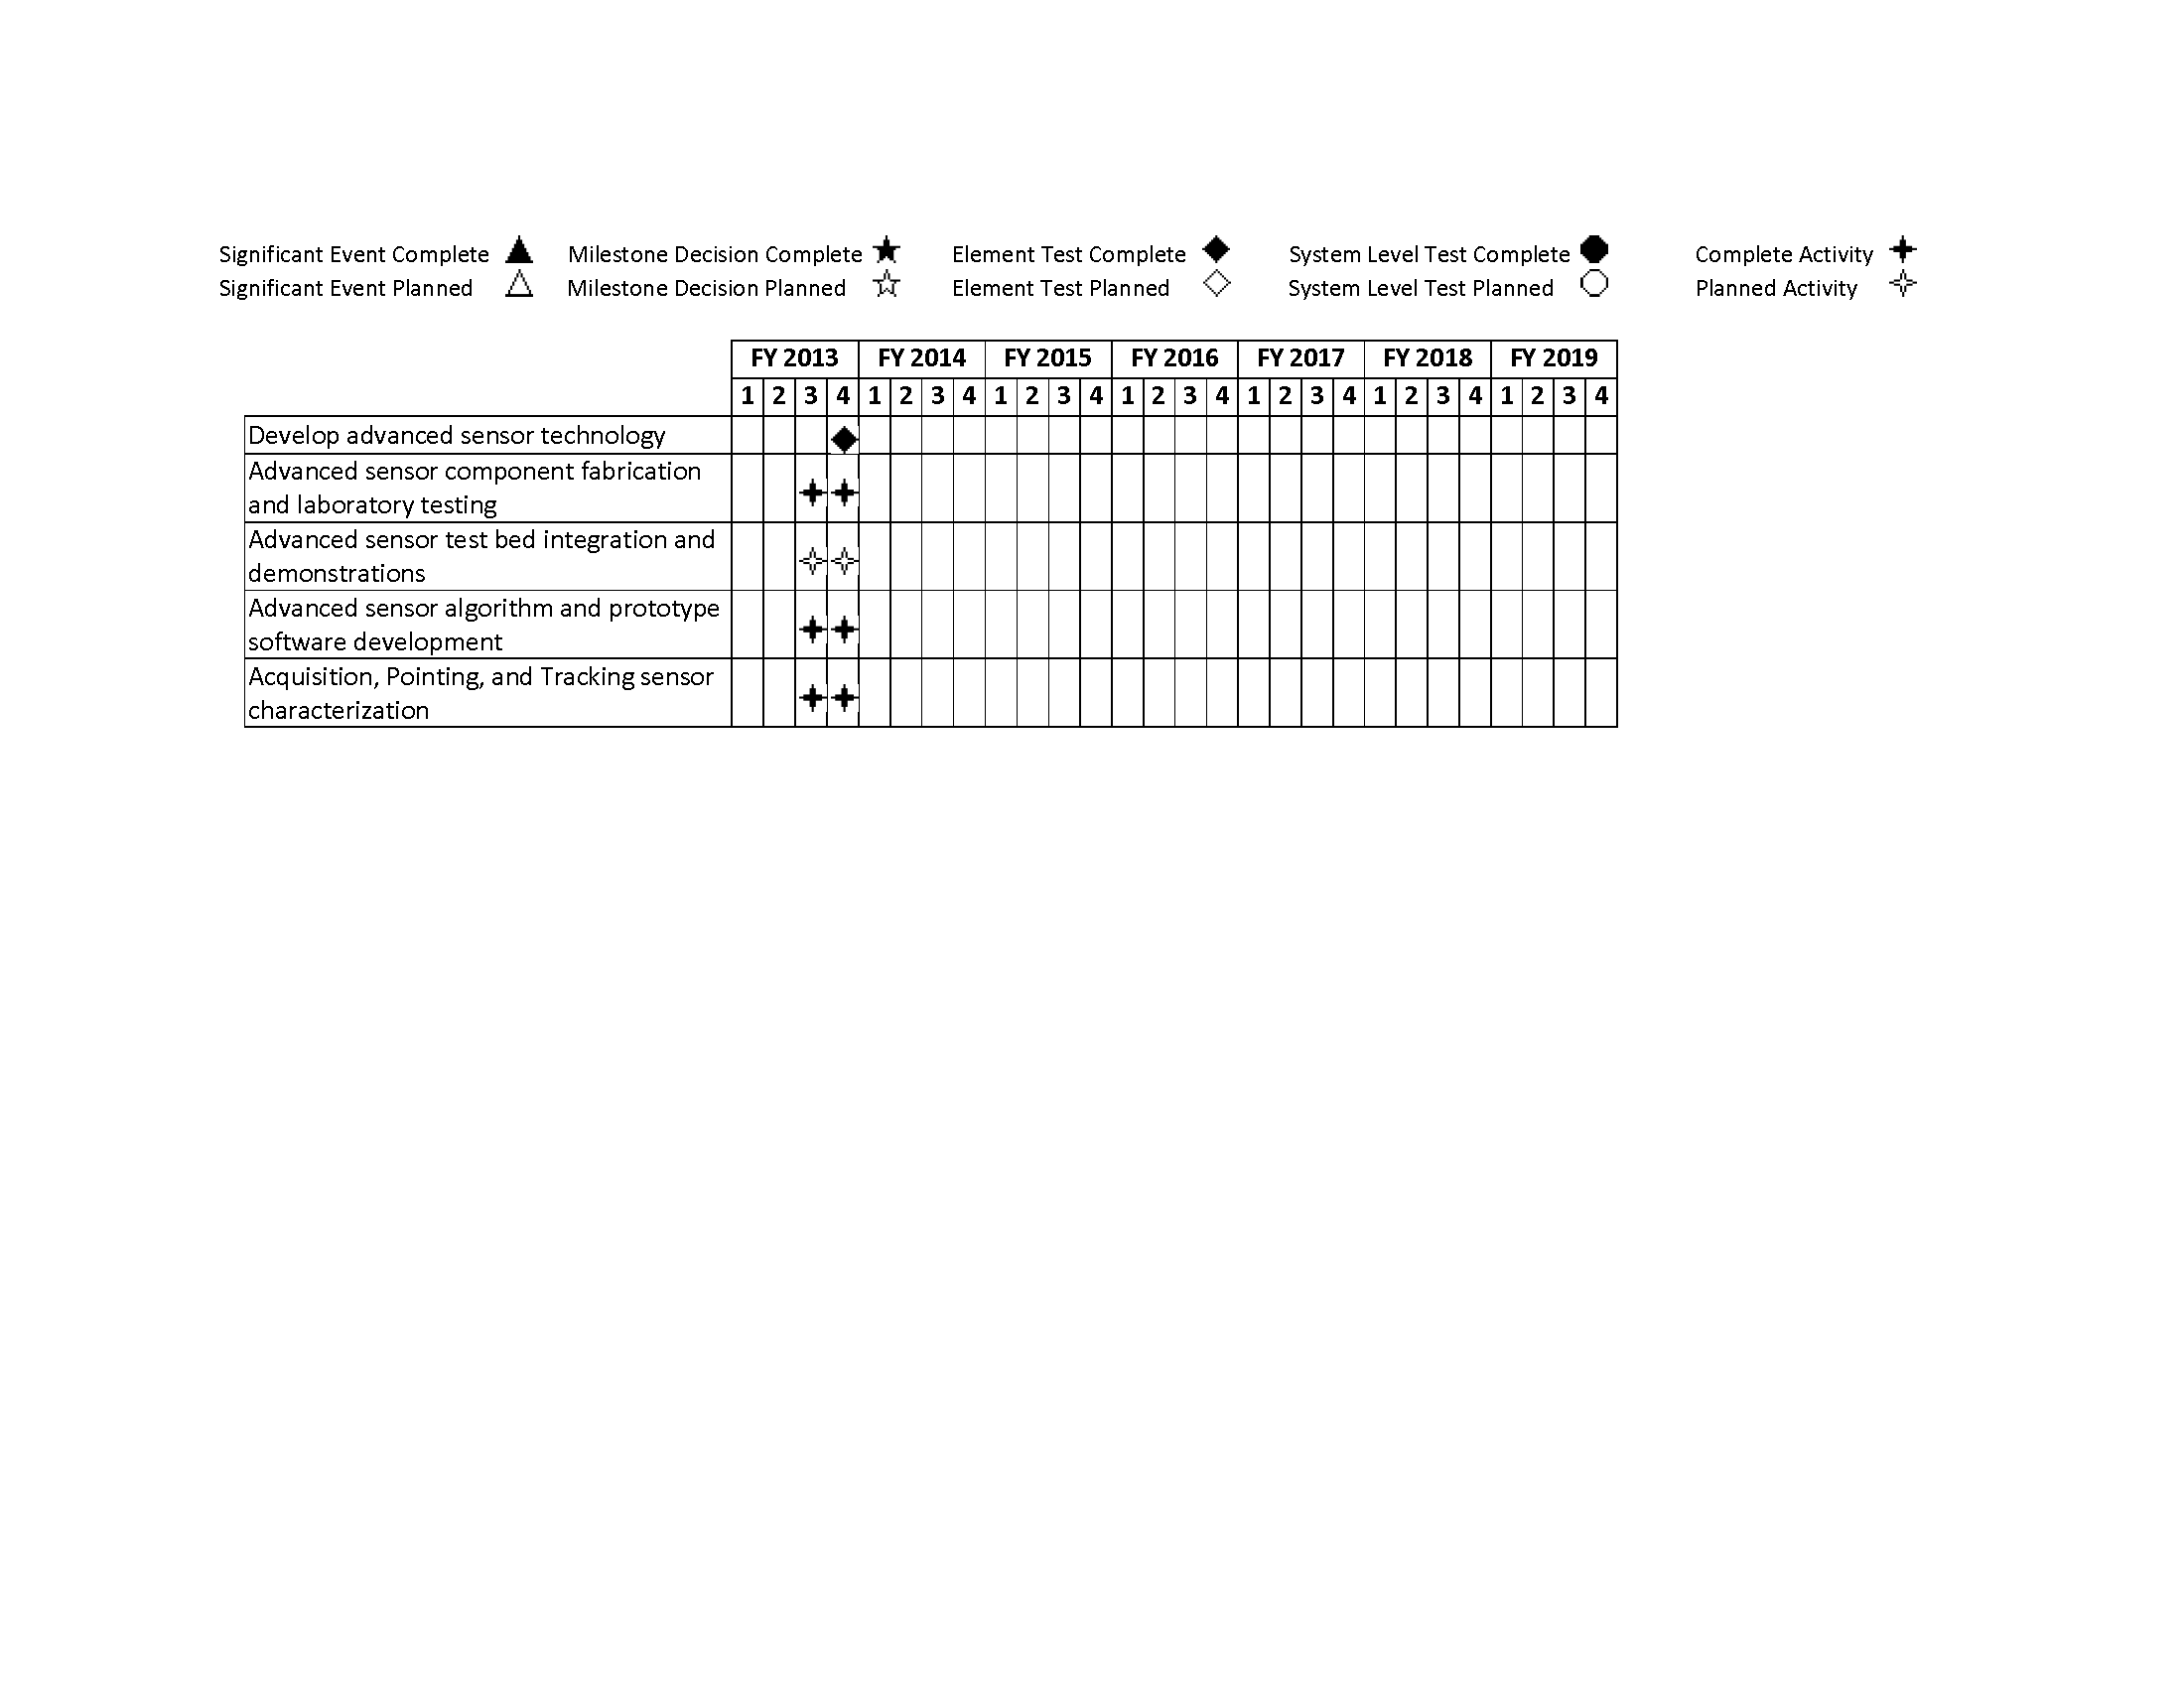 Significant Event Complete Milestone Decision Complete Element Test Complete System Level Test Complete Complete Activity
Significant Event Planned Milestone Decision Planned Element Test Planned System Level Test Planned Planned Activity
FY 2013 FY 2014 FY 2015 FY 2016 FY 2017 FY 2018 FY 2019
1 2 3 4 1 2 3 4 1 2 3 4 1 2 3 4 1 2 3 4 1 2 3 4 1 2 3 4
Develop advanced sensor technology
Advanced sensor component fabrication
and laboratory testing
Advanced sensor test bed integration and
demonstrations
Advanced sensor algorithm and prototype
software development
Acquisition, Pointing, and Tracking sensor
characterization